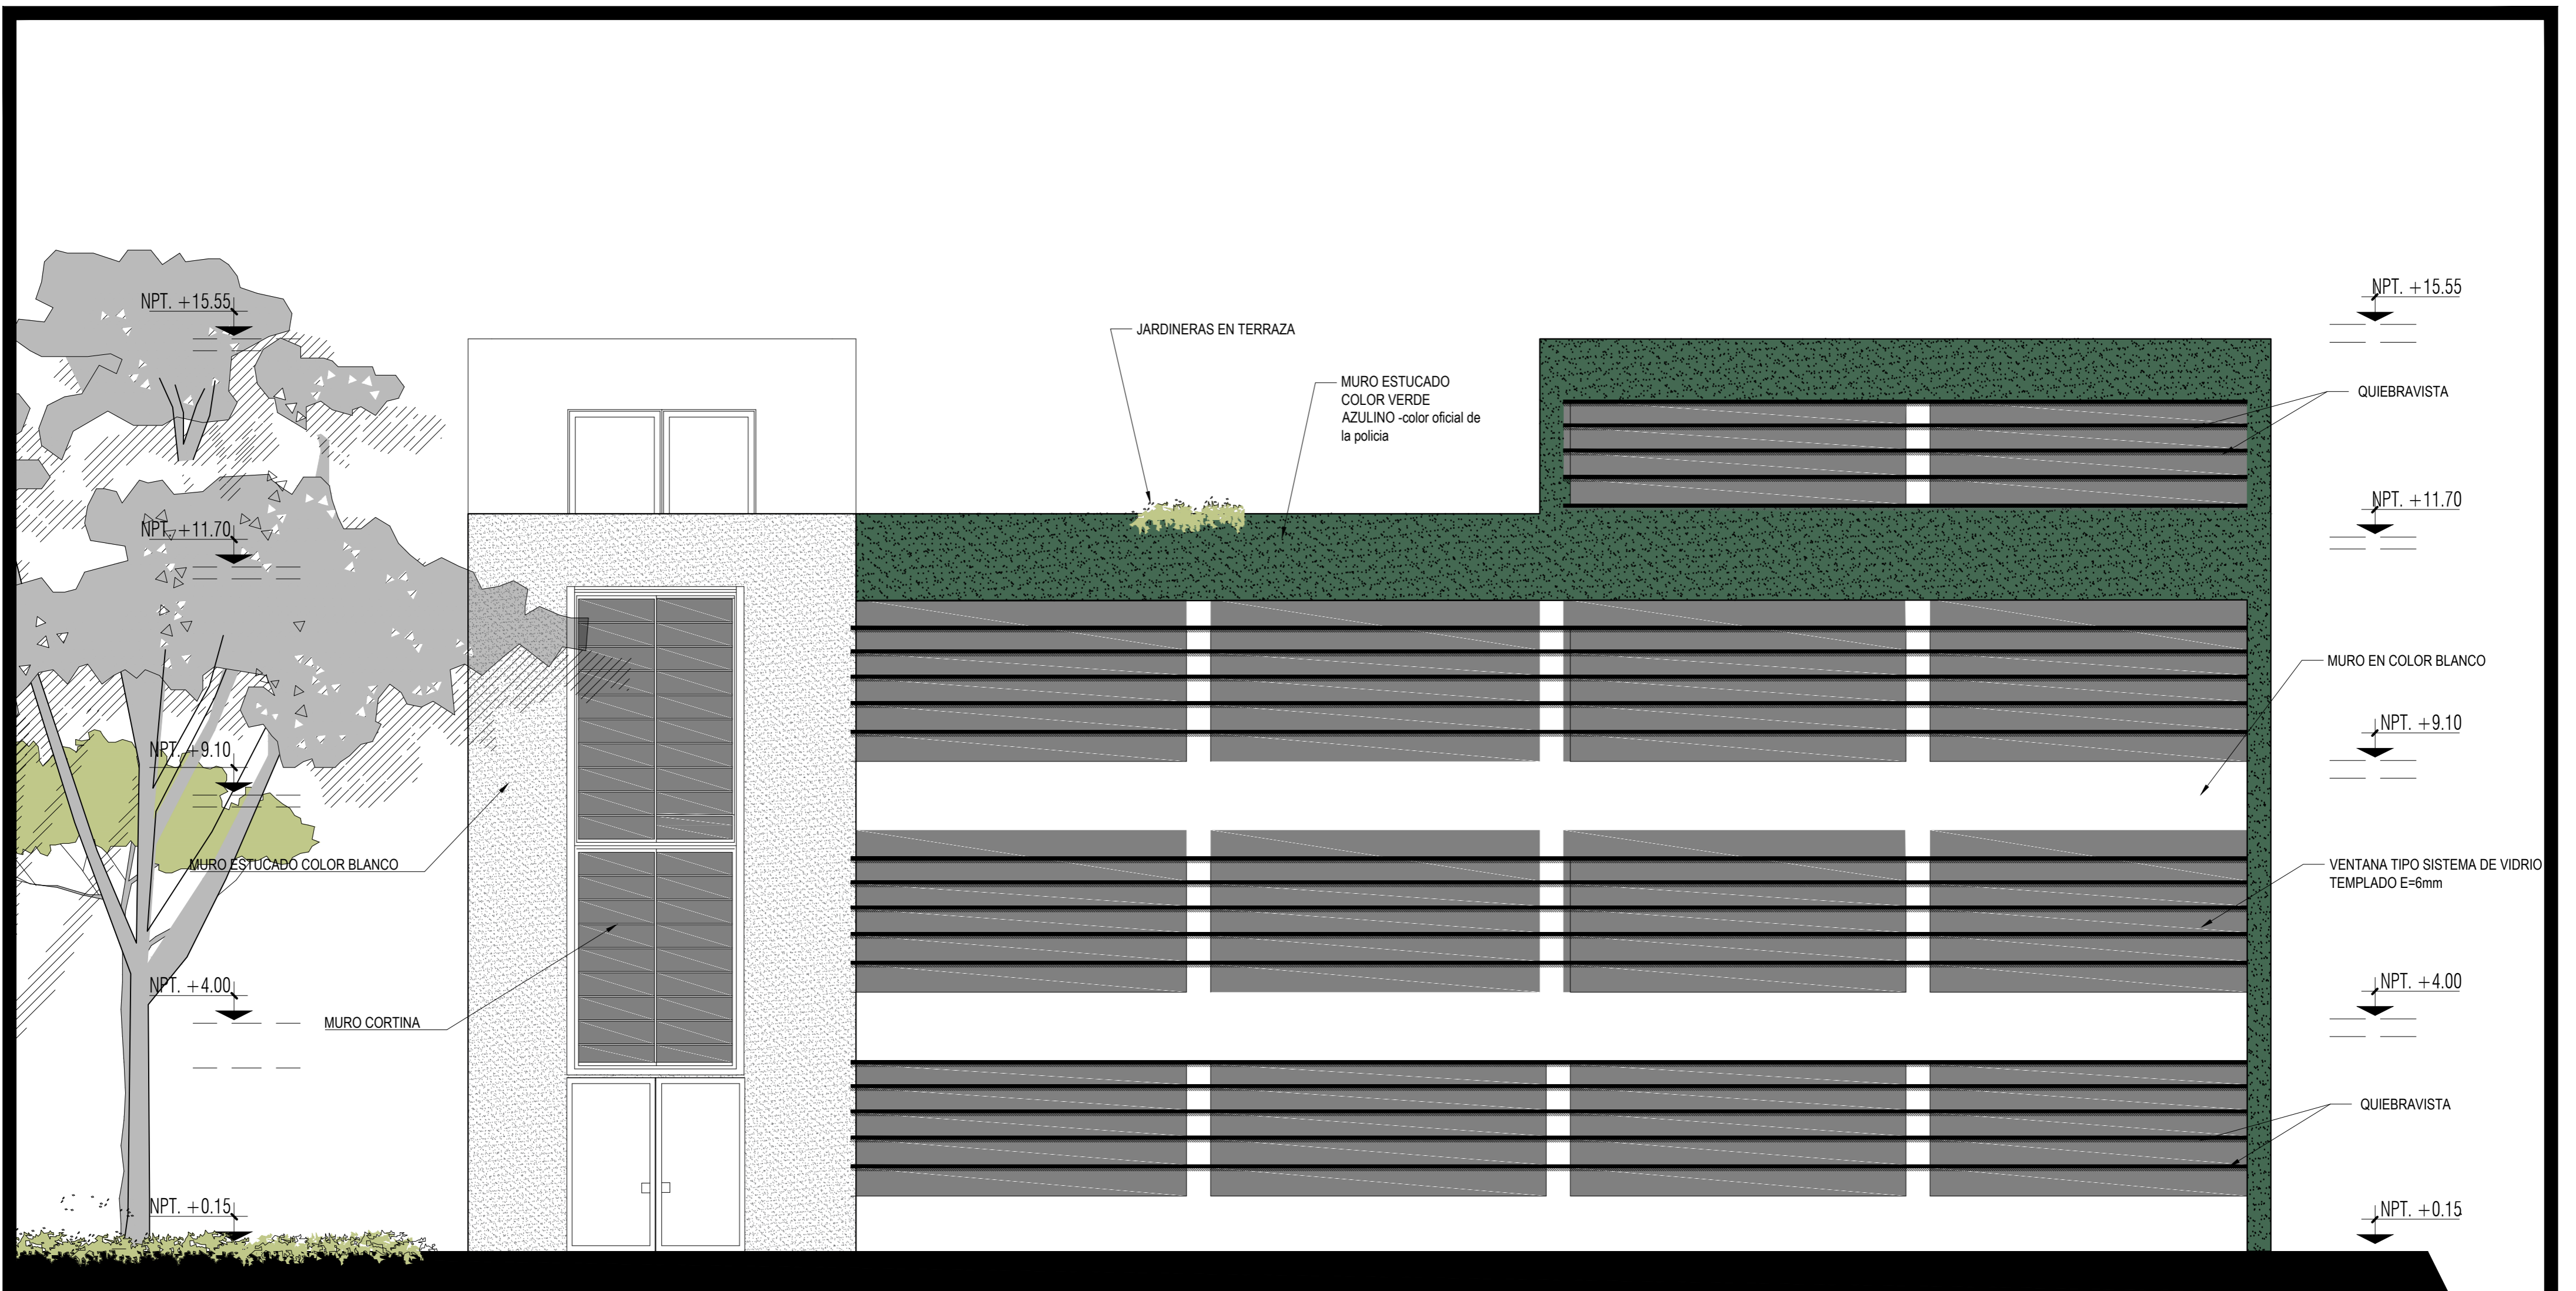 NPT. +15.55
NPT. +15.55
JARDINERAS EN TERRAZA
MURO ESTUCADO
COLOR VERDE
AZULINO -color oficial de
la policia
QUIEBRAVISTA
NPT. +11.70
NPT. +11.70
MURO EN COLOR BLANCO
NPT. +9.10
NPT. +9.10
MURO ESTUCADO COLOR BLANCO
VENTANA TIPO SISTEMA DE VIDRIO
TEMPLADO E=6mm
NPT. +4.00
NPT. +4.00
MURO CORTINA
QUIEBRAVISTA
NPT. +0.15
NPT. +0.15